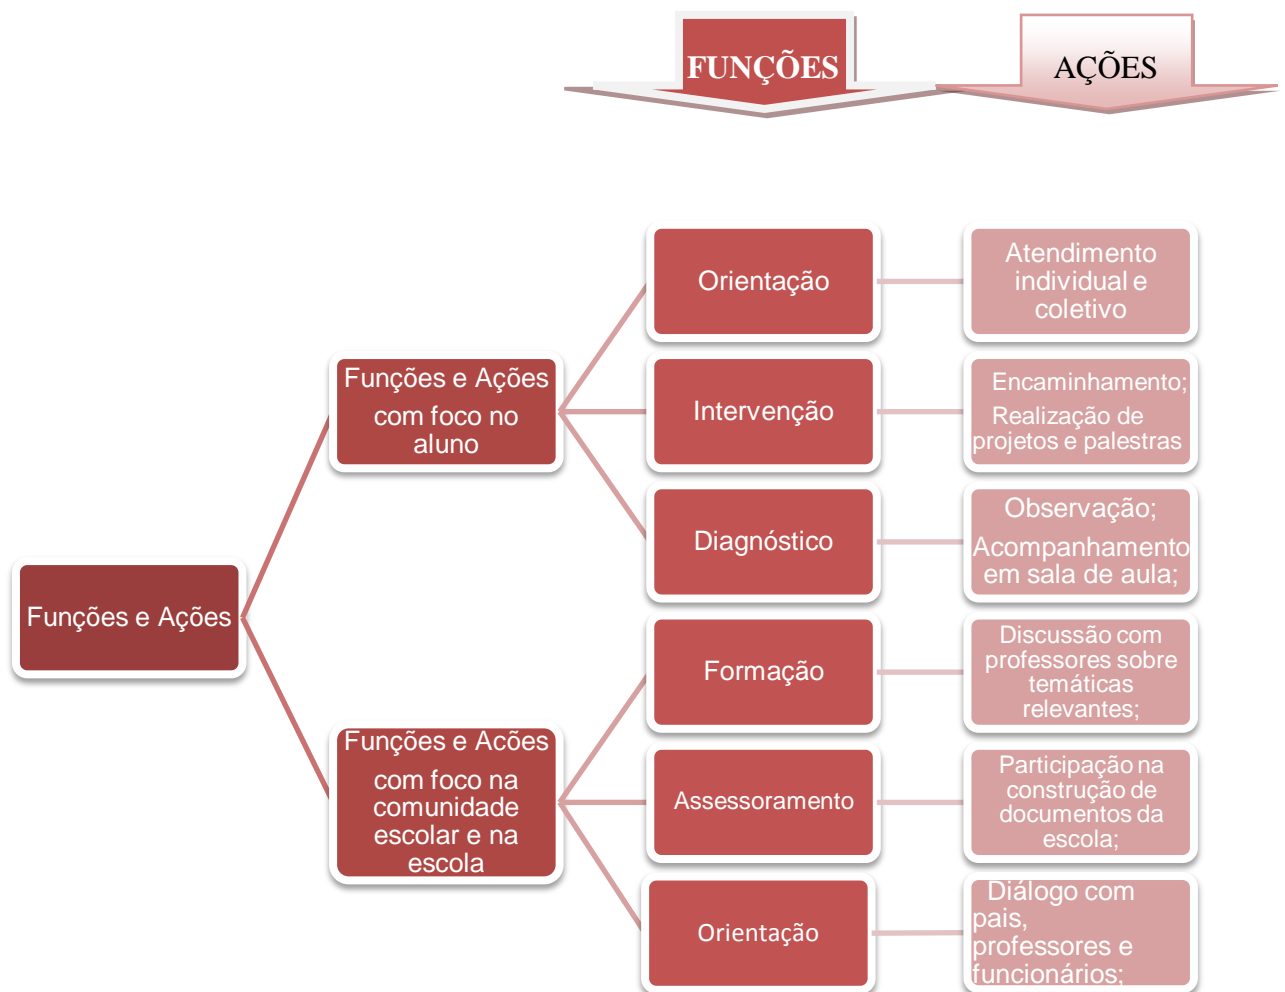 FUNÇÕES
AÇÕES
Funções e Ações
Funções e Ações
com foco no
aluno
Orientação
Atendimento
individual e
coletivo
Intervenção
Encaminhamento;
Realização de
projetos e palestras
Diagnóstico
Observação;
Acompanhamento
em sala de aula;
Funções e Acões
com foco na
comunidade
escolar e na
escola
Formação
Discussão com
professores sobre
temáticas
relevantes;
Assessoramento
Participação na
construção de
documentos da
escola;
Orientação
Diálogo com
pais,
professores e
funcionários;